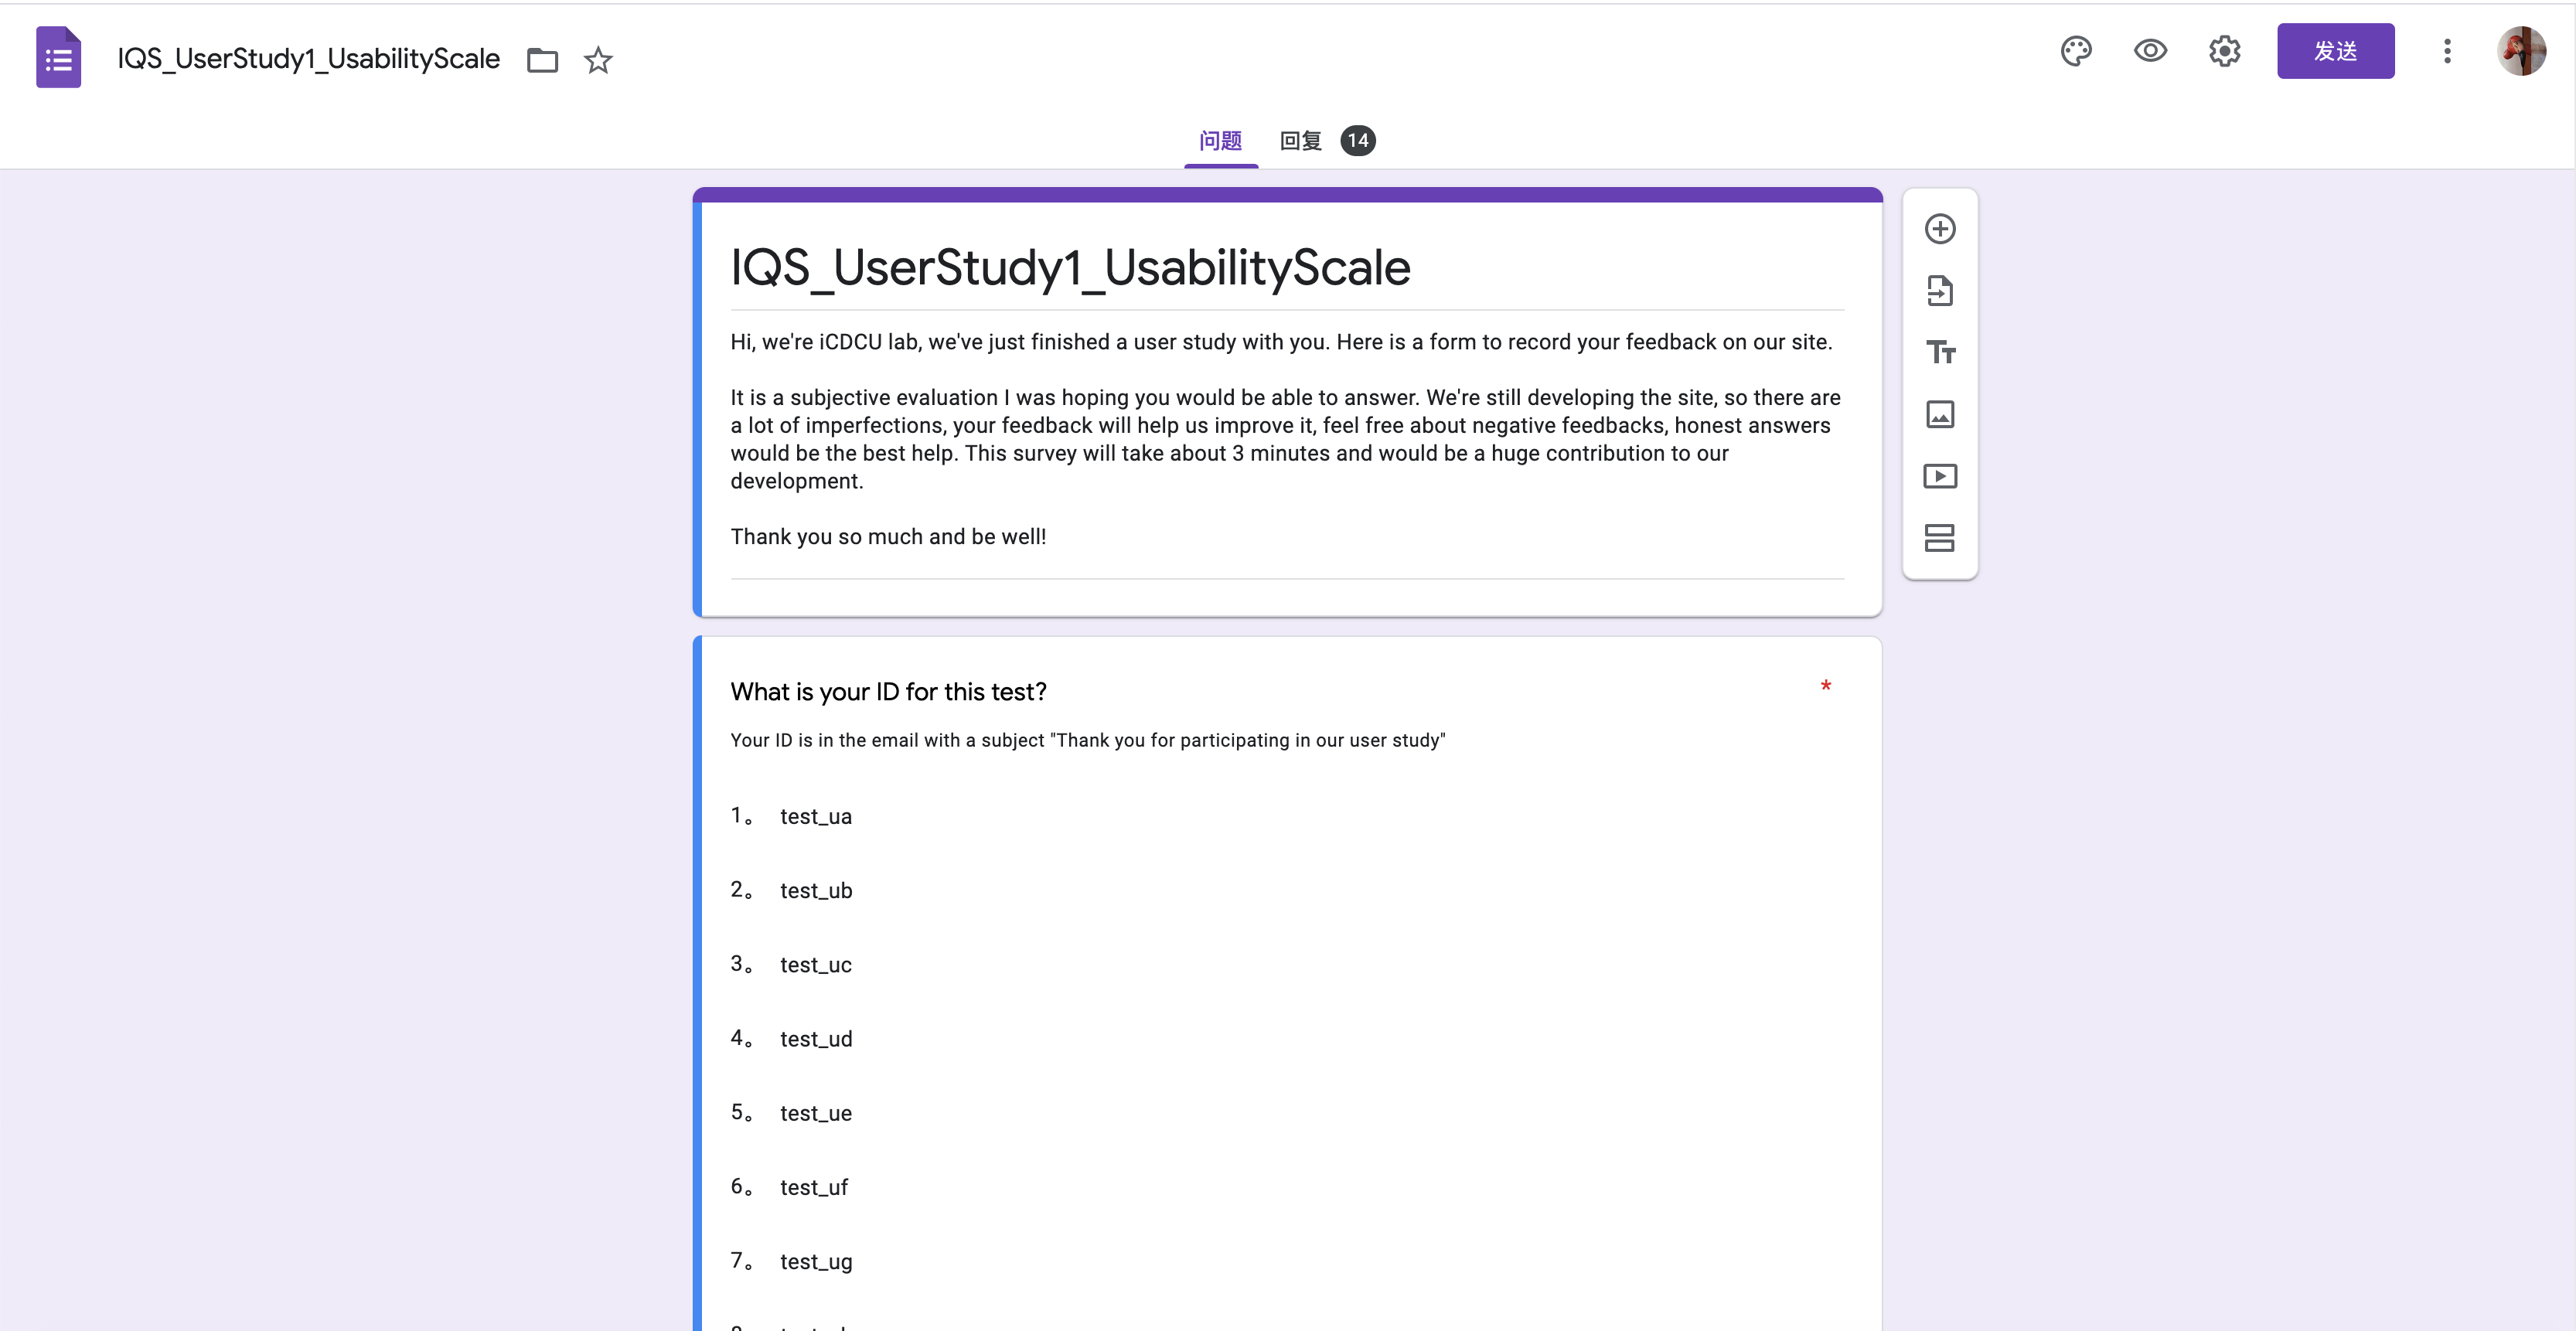 IQS_UserStudy1_UsabilityScale
发送
问题 回复 14
IQS_UserStudy1_UsabilityScale
Hi, we're iCDCU lab, we've just finished a user study with you. Here is a form to record your feedback on our site.
It is a subjective evaluation I was hoping you would be able to answer. We're still developing the site, so there are
a lot of imperfections, your feedback will help us improve it, feel free about negative feedbacks, honest answers
would be the best help. This survey will take about 3 minutes and would be a huge contribution to our
development.
Thank you so much and be well!
What is your ID for this test? *
Your ID is in the email with a subject "Thank you for participating in our user study"
1。 test_ua
2。 test_ub
3。 test_uc
4。 test_ud
5。 test_ue
6。 test_uf
7。 test_ug